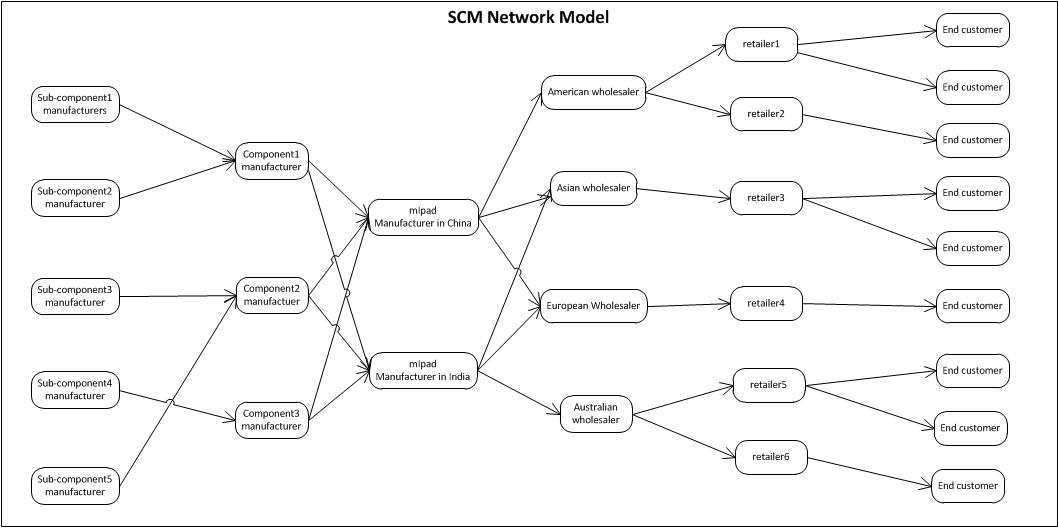 SCM Network Model
Sub-component1
manufacturers
Sub-component2
manufacturer
Sub-component3
manufacturer
Sub-component4
manufacturer
Sub-component5
manufacturer
Component1
manufacturer
Component2
manufactuer
Component3
manufacturer
mIpad
Manufacturer in China
mIpad
Manufacturer in India
American wholesaler
Asian wholesaler
European Wholesaler
Australian
wholesaler
retailer1
retailer2
retailer3
retailer4
retailer5
retailer6
End customer
End customer
End customer
End customer
End customer
End customer
End customer
End customer
End customer